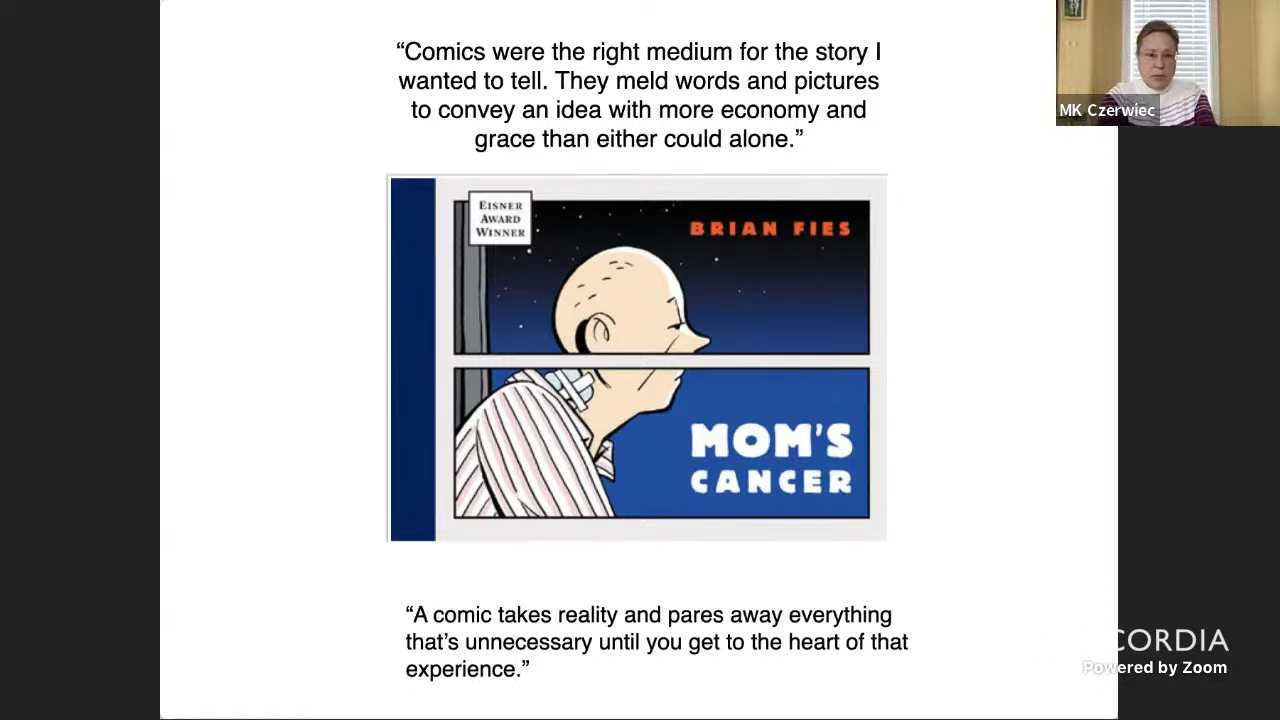 “Comics were the right medium for the story I
wanted to tell. They meld words and pictures
to convey an idea with more economy and
grace than either could alone.”
MK Czerwiec
EISNER
AWARD
WINNER
BRIAN FIES
MOM'S
CANCER
“A comic takes reality and pares away everything
that’s unnecessary until you get to the heart of that
experience.”
CORDIA
Powered by Zoom